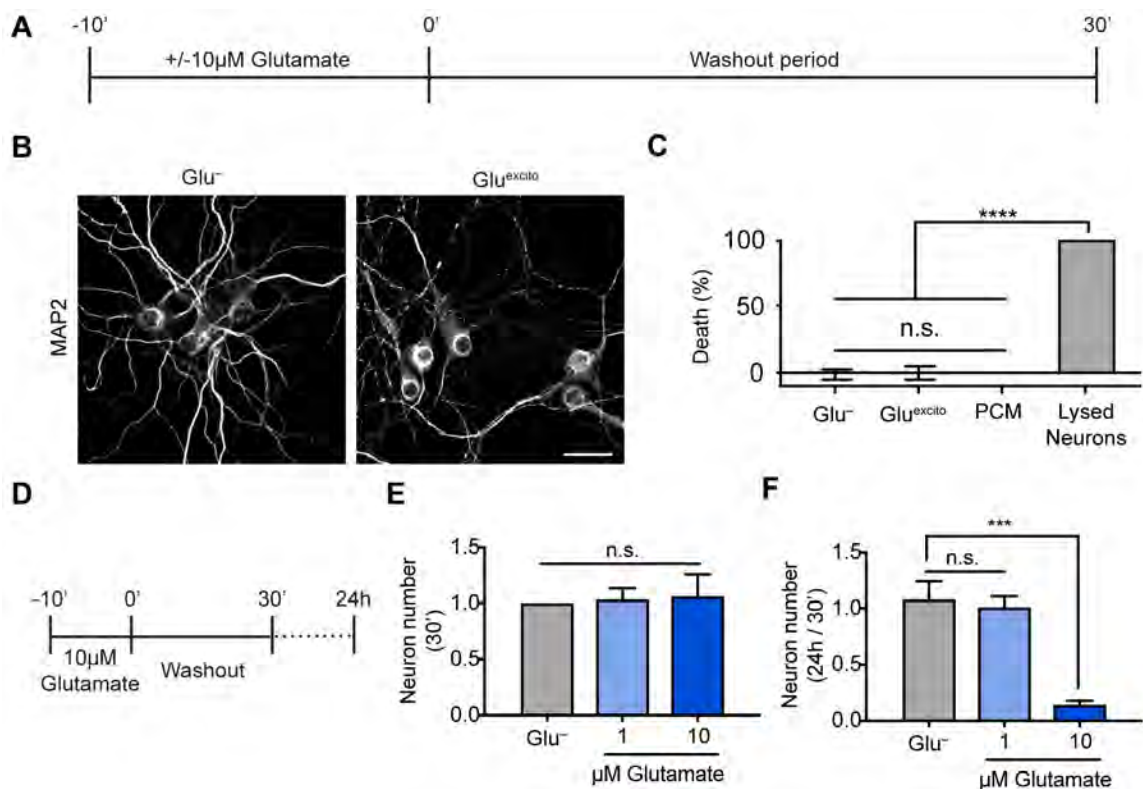 A
-10'
0'
30'
+/-10µM Glutamate
Washout period
B
Glu⁻
Glu^excito
MAP2
C
****
100
50
0
n.s.
Death (%)
Glu⁻
Glu^excito
PCM
Lysed
Neurons
D
–10'
0'
30'
24h
10µM
Glutamate
Washout
E
n.s.
1.5
1.0
0.5
0.0
Neuron number
(30')
Glu⁻
1
10
µM Glutamate
F
***
n.s.
1.5
1.0
0.5
0.0
Neuron number
(24h / 30')
Glu⁻
1
10
µM Glutamate